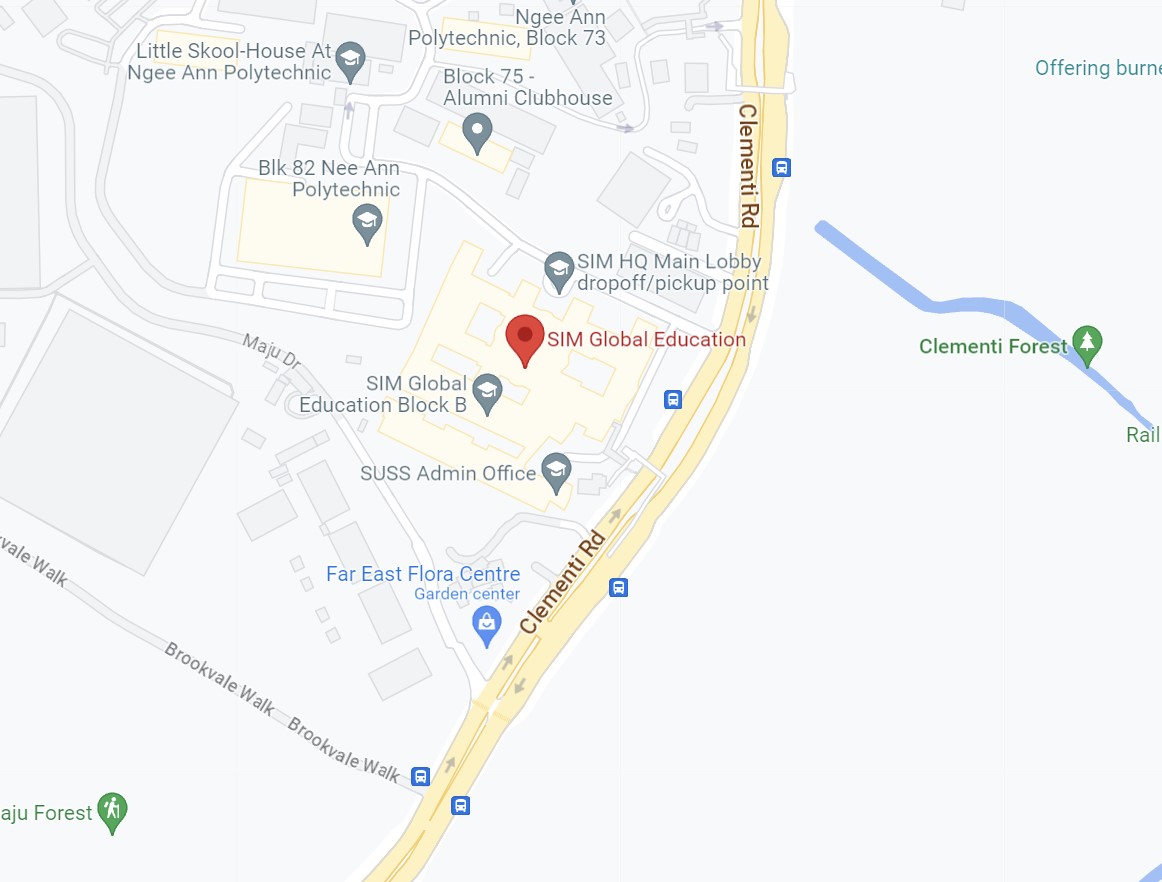 Ngee Ann
Polytechnic, Block 73
Little Skool-House At
Ngee Ann Polytechnic
Offering burne
Block 75 -
Alumni Clubhouse
Clementi Rd
Blk 82 Nee Ann
Polytechnic
SIM HQ Main Lobby
dropoff/pickup point
SIM Global Education
Maju Dr
Clementi Forest
SIM Global
Education Block B
Rail
SUSS Admin Office
vale Walk
Clementi Rd
Far East Flora Centre
Garden center
Brookvale Walk
Brookvale Walk
aju Forest